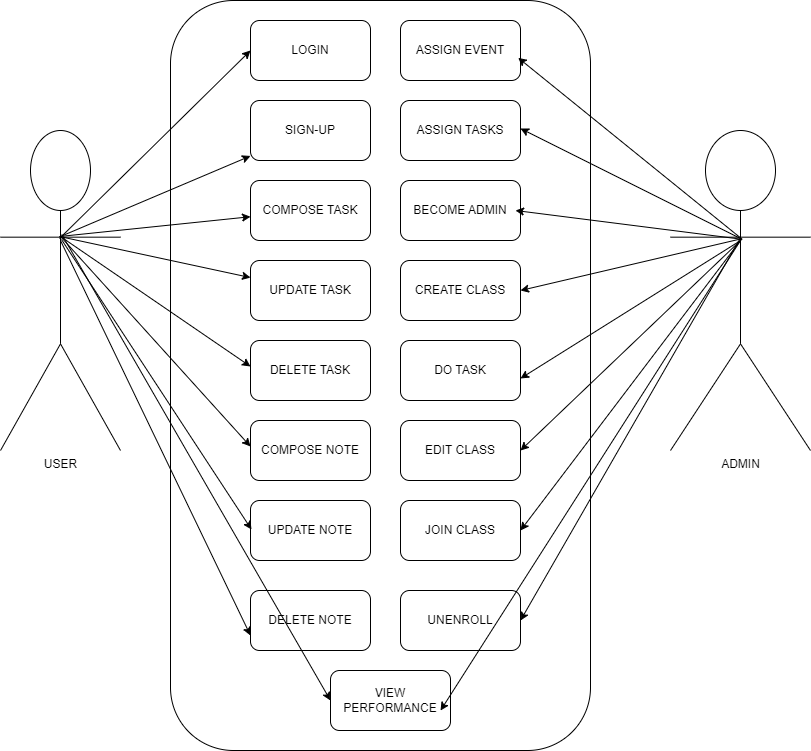 LOGIN
ASSIGN EVENT
SIGN-UP
ASSIGN TASKS
COMPOSE TASK
BECOME ADMIN
UPDATE TASK
CREATE CLASS
DELETE TASK
DO TASK
COMPOSE NOTE
EDIT CLASS
USER
ADMIN
UPDATE NOTE
JOIN CLASS
DELETE NOTE
UNENROLL
VIEW
PERFORMANCE